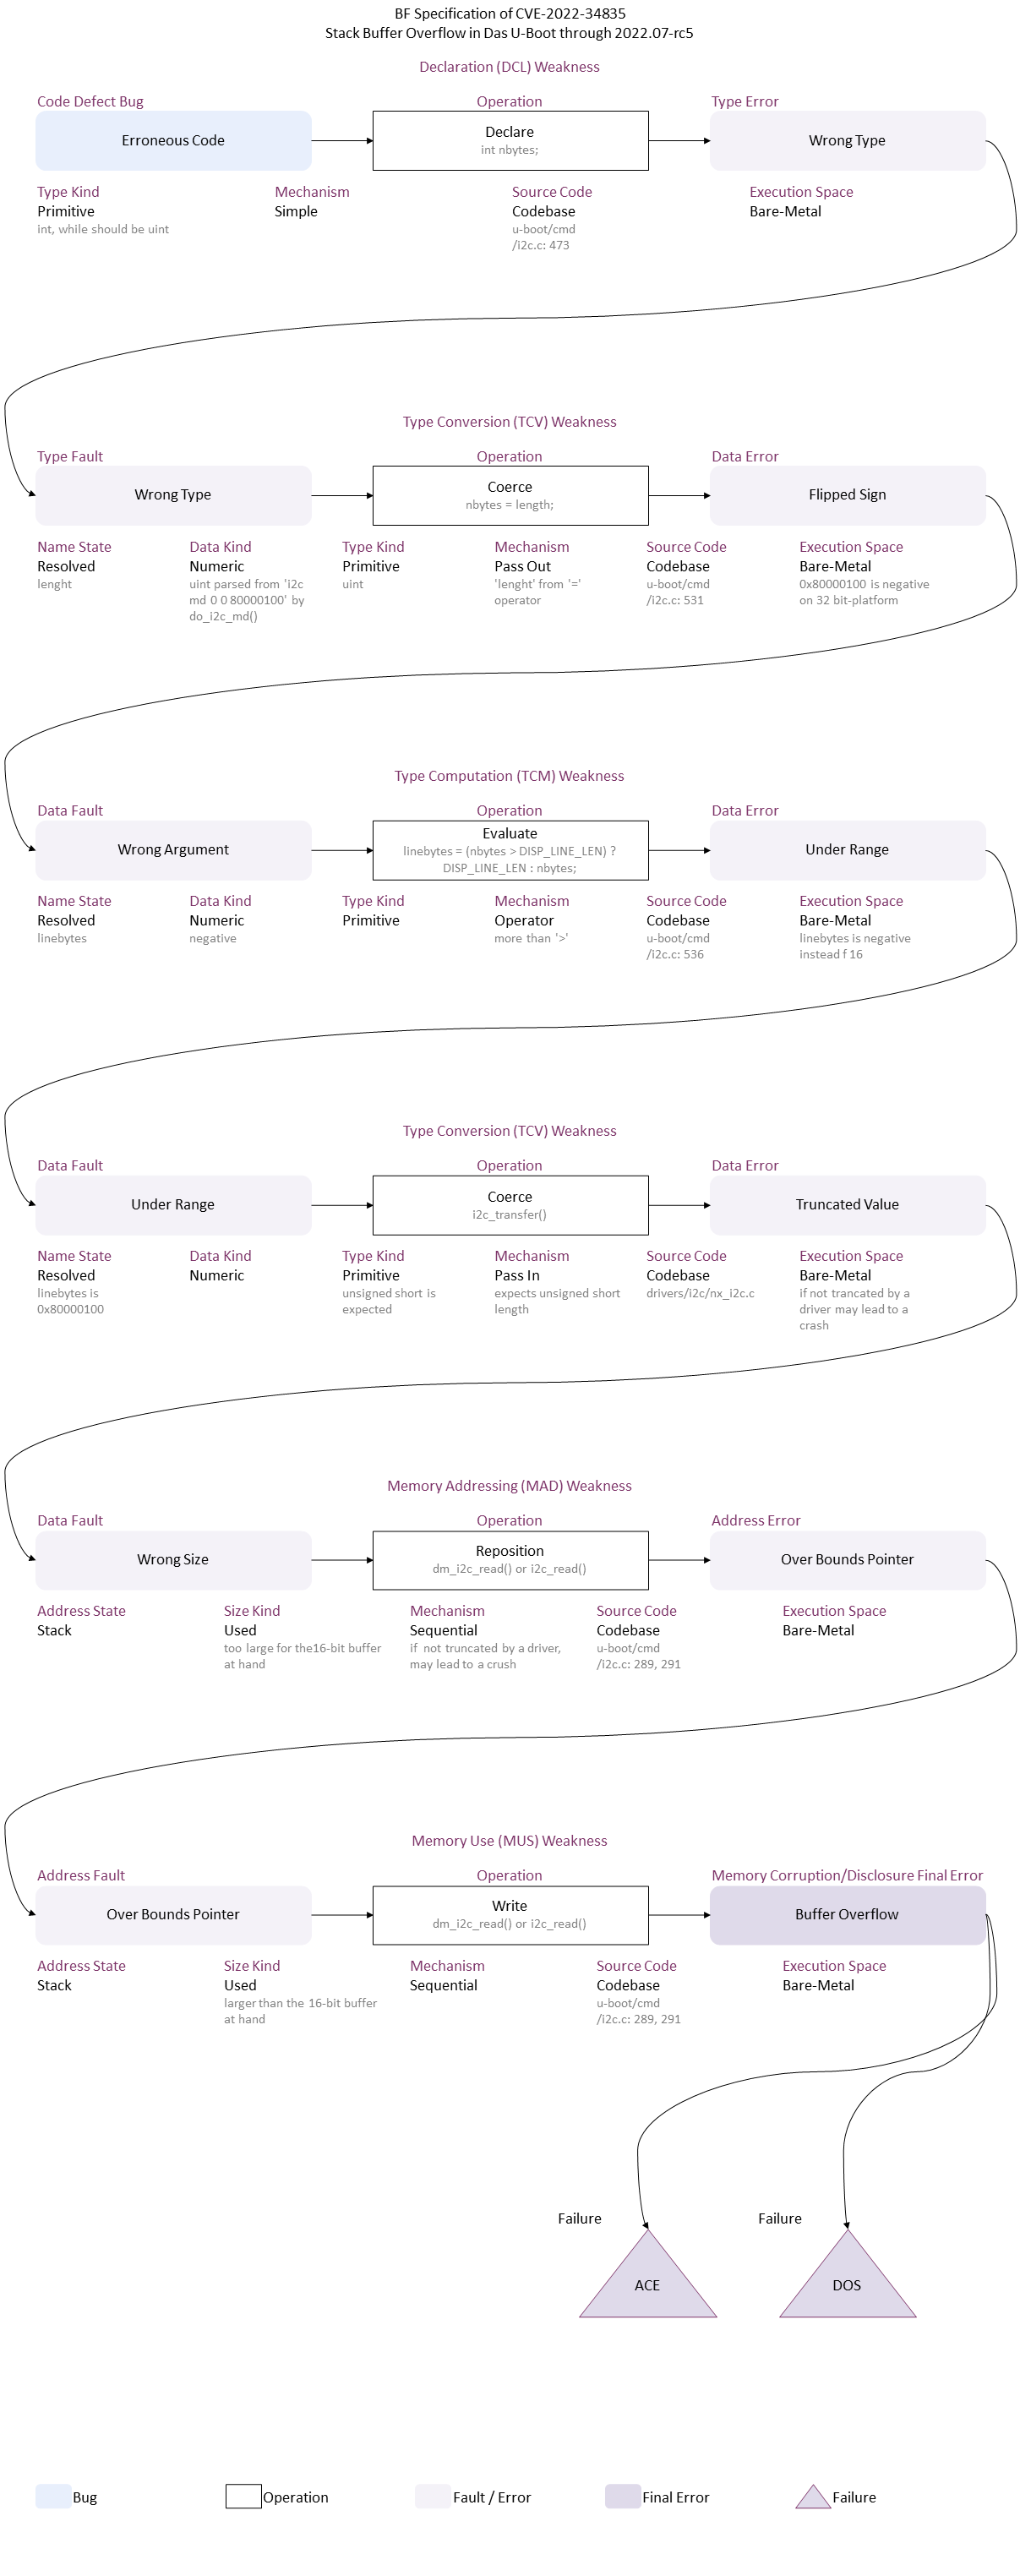 BF Specification of CVE-2022-34835
Stack Buffer Overflow in Das U-Boot through 2022.07-rc5
Declaration (DCL) Weakness
Code Defect Bug
Operation
Type Error
Erroneous Code
Declare
int nbytes;
Wrong Type
Type Kind
Mechanism
Source Code
Execution Space
Primitive
Simple
Codebase
Bare-Metal
int, while should be uint
u-boot/cmd
/i2c.c: 473
Type Conversion (TCV) Weakness
Type Fault
Operation
Data Error
Wrong Type
Coerce
nbytes = length;
Flipped Sign
Name State
Data Kind
Type Kind
Mechanism
Source Code
Execution Space
Resolved
Numeric
Primitive
Pass Out
Codebase
Bare-Metal
lenght
uint parsed from 'i2c
md 0 0 80000100' by
do_i2c_md()
uint
'lenght' from '='
operator
u-boot/cmd
/i2c.c: 531
0x80000100 is negative
on 32 bit-platform
Type Computation (TCM) Weakness
Data Fault
Operation
Data Error
Wrong Argument
Evaluate
linebytes = (nbytes > DISP_LINE_LEN) ?
DISP_LINE_LEN : nbytes;
Under Range
Name State
Data Kind
Type Kind
Mechanism
Source Code
Execution Space
Resolved
Numeric
Primitive
Operator
Codebase
Bare-Metal
linebytes
negative
more than '>'
u-boot/cmd
/i2c.c: 536
linebytes is negative
instead f 16
Type Conversion (TCV) Weakness
Data Fault
Operation
Data Error
Under Range
Coerce
i2c_transfer()
Truncated Value
Name State
Data Kind
Type Kind
Mechanism
Source Code
Execution Space
Resolved
Numeric
Primitive
Pass In
Codebase
Bare-Metal
linebytes is
0x80000100
unsigned short is
expected
expects unsigned short
length
drivers/i2c/nx_i2c.c
if not trancated by a
driver may lead to a
crash
Memory Addressing (MAD) Weakness
Data Fault
Operation
Address Error
Wrong Size
Reposition
dm_i2c_read() or i2c_read()
Over Bounds Pointer
Address State
Size Kind
Mechanism
Source Code
Execution Space
Stack
Used
Sequential
Codebase
Bare-Metal
too large for the16-bit buffer
at hand
if not truncated by a driver,
may lead to a crush
u-boot/cmd
/i2c.c: 289, 291
Memory Use (MUS) Weakness
Address Fault
Operation
Memory Corruption/Disclosure Final Error
Over Bounds Pointer
Write
dm_i2c_read() or i2c_read()
Buffer Overflow
Address State
Size Kind
Mechanism
Source Code
Execution Space
Stack
Used
Sequential
Codebase
Bare-Metal
larger than the 16-bit buffer
at hand
u-boot/cmd
/i2c.c: 289, 291
Failure
Failure
ACE
DOS
Bug
Operation
Fault / Error
Final Error
Failure